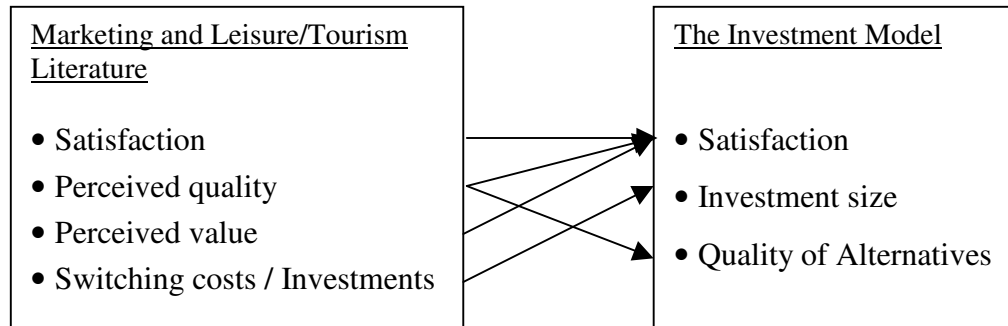 Marketing and Leisure/Tourism
Literature
• Satisfaction
• Perceived quality
• Perceived value
• Switching costs / Investments
The Investment Model
• Satisfaction
• Investment size
• Quality of Alternatives